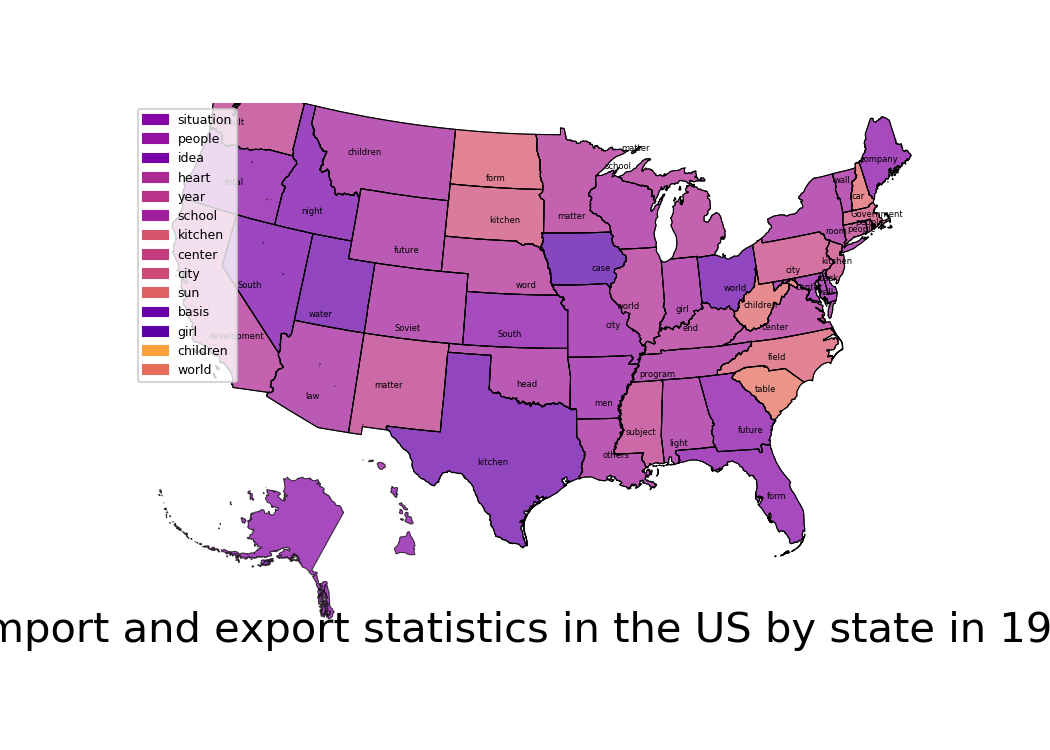 situation
people
idea
heart
year
school
kitchen
center
city
sun
basis
girl
children
world
total
night
South
development
children
future
water
Soviet
law
matter
form
kitchen
word
South
head
kitchen
matter
school
matter
case
city
men
others
world
girl
world
end
program
subject
light
future
form
table
field
center
children
city
kitchen
room
wall
car
company
Government
people
people
mport and export statistics in the US by state in 19